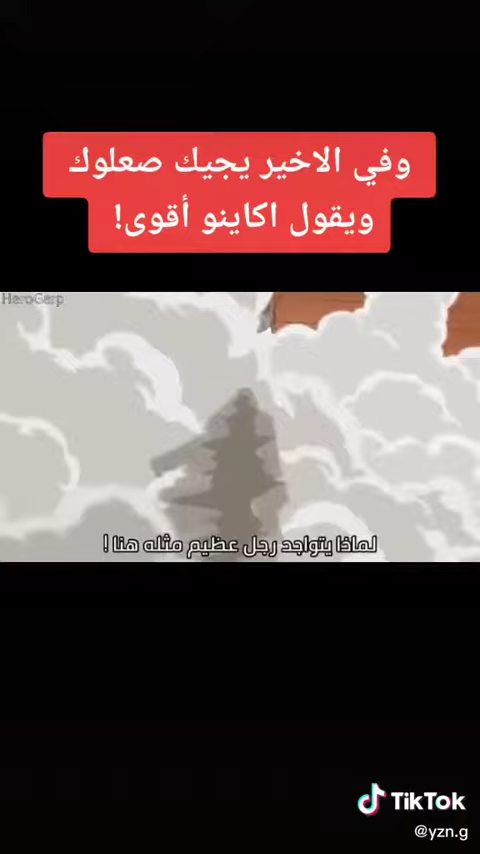 وفي الاخير يجيك صعلوك
ويقول اكاينو أقوى!
HeroGarp
لماذا يتواجد رجل عظيم مثله هنا !
TikTok
@yzn.g